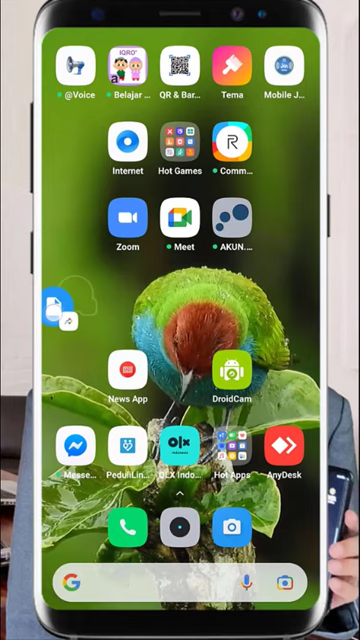 IQRO'
a
@Voice
Belajar ...
QR & Bar...
Tema
Mobile J...
R
Internet
Hot Games
Comm...
Zoom
Meet
AKUN....
News App
DroidCam
OLX
Messe...
PeduliLin...
OLX Indo...
Hot Apps
AnyDesk
G